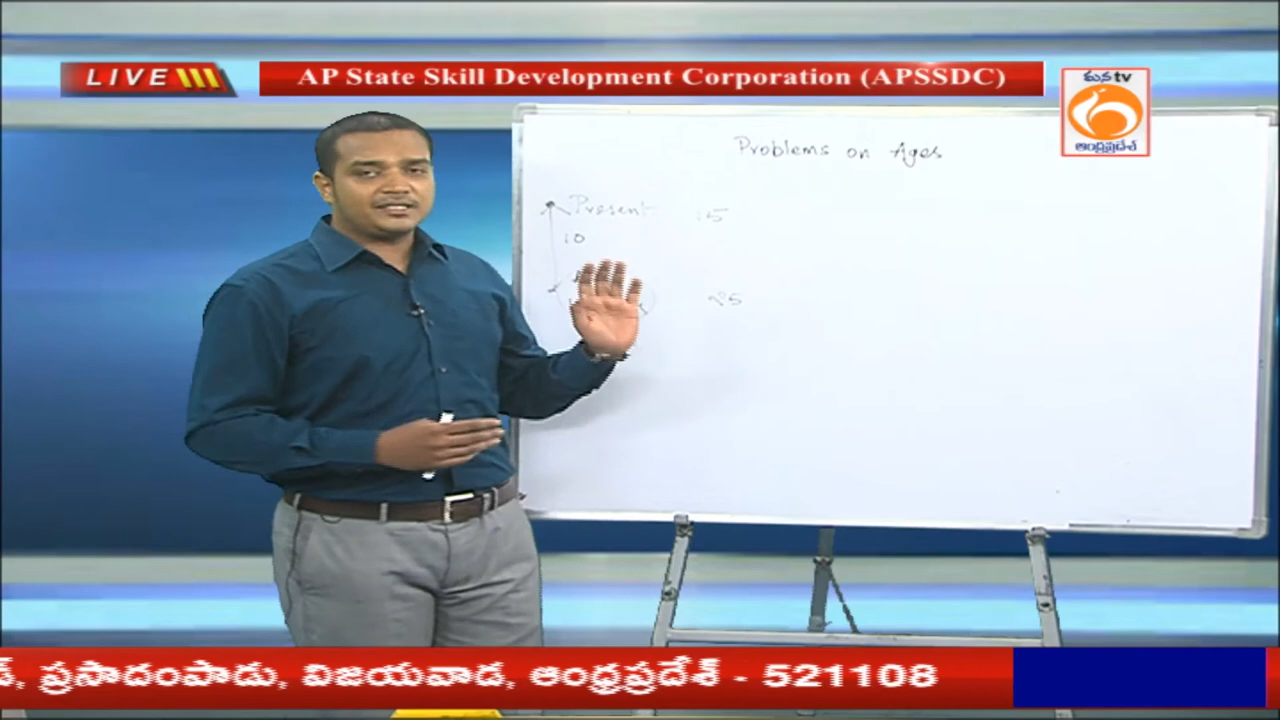 LIVE
AP State Skill Development Corporation (APSSDC)
మన tv
ఆంధ్రప్రదేశ్
Problems on Ages
Present 15
10
25
ప్రసాదంపాడు, విజయవాడ, ఆంధ్రప్రదేశ్ - 521108